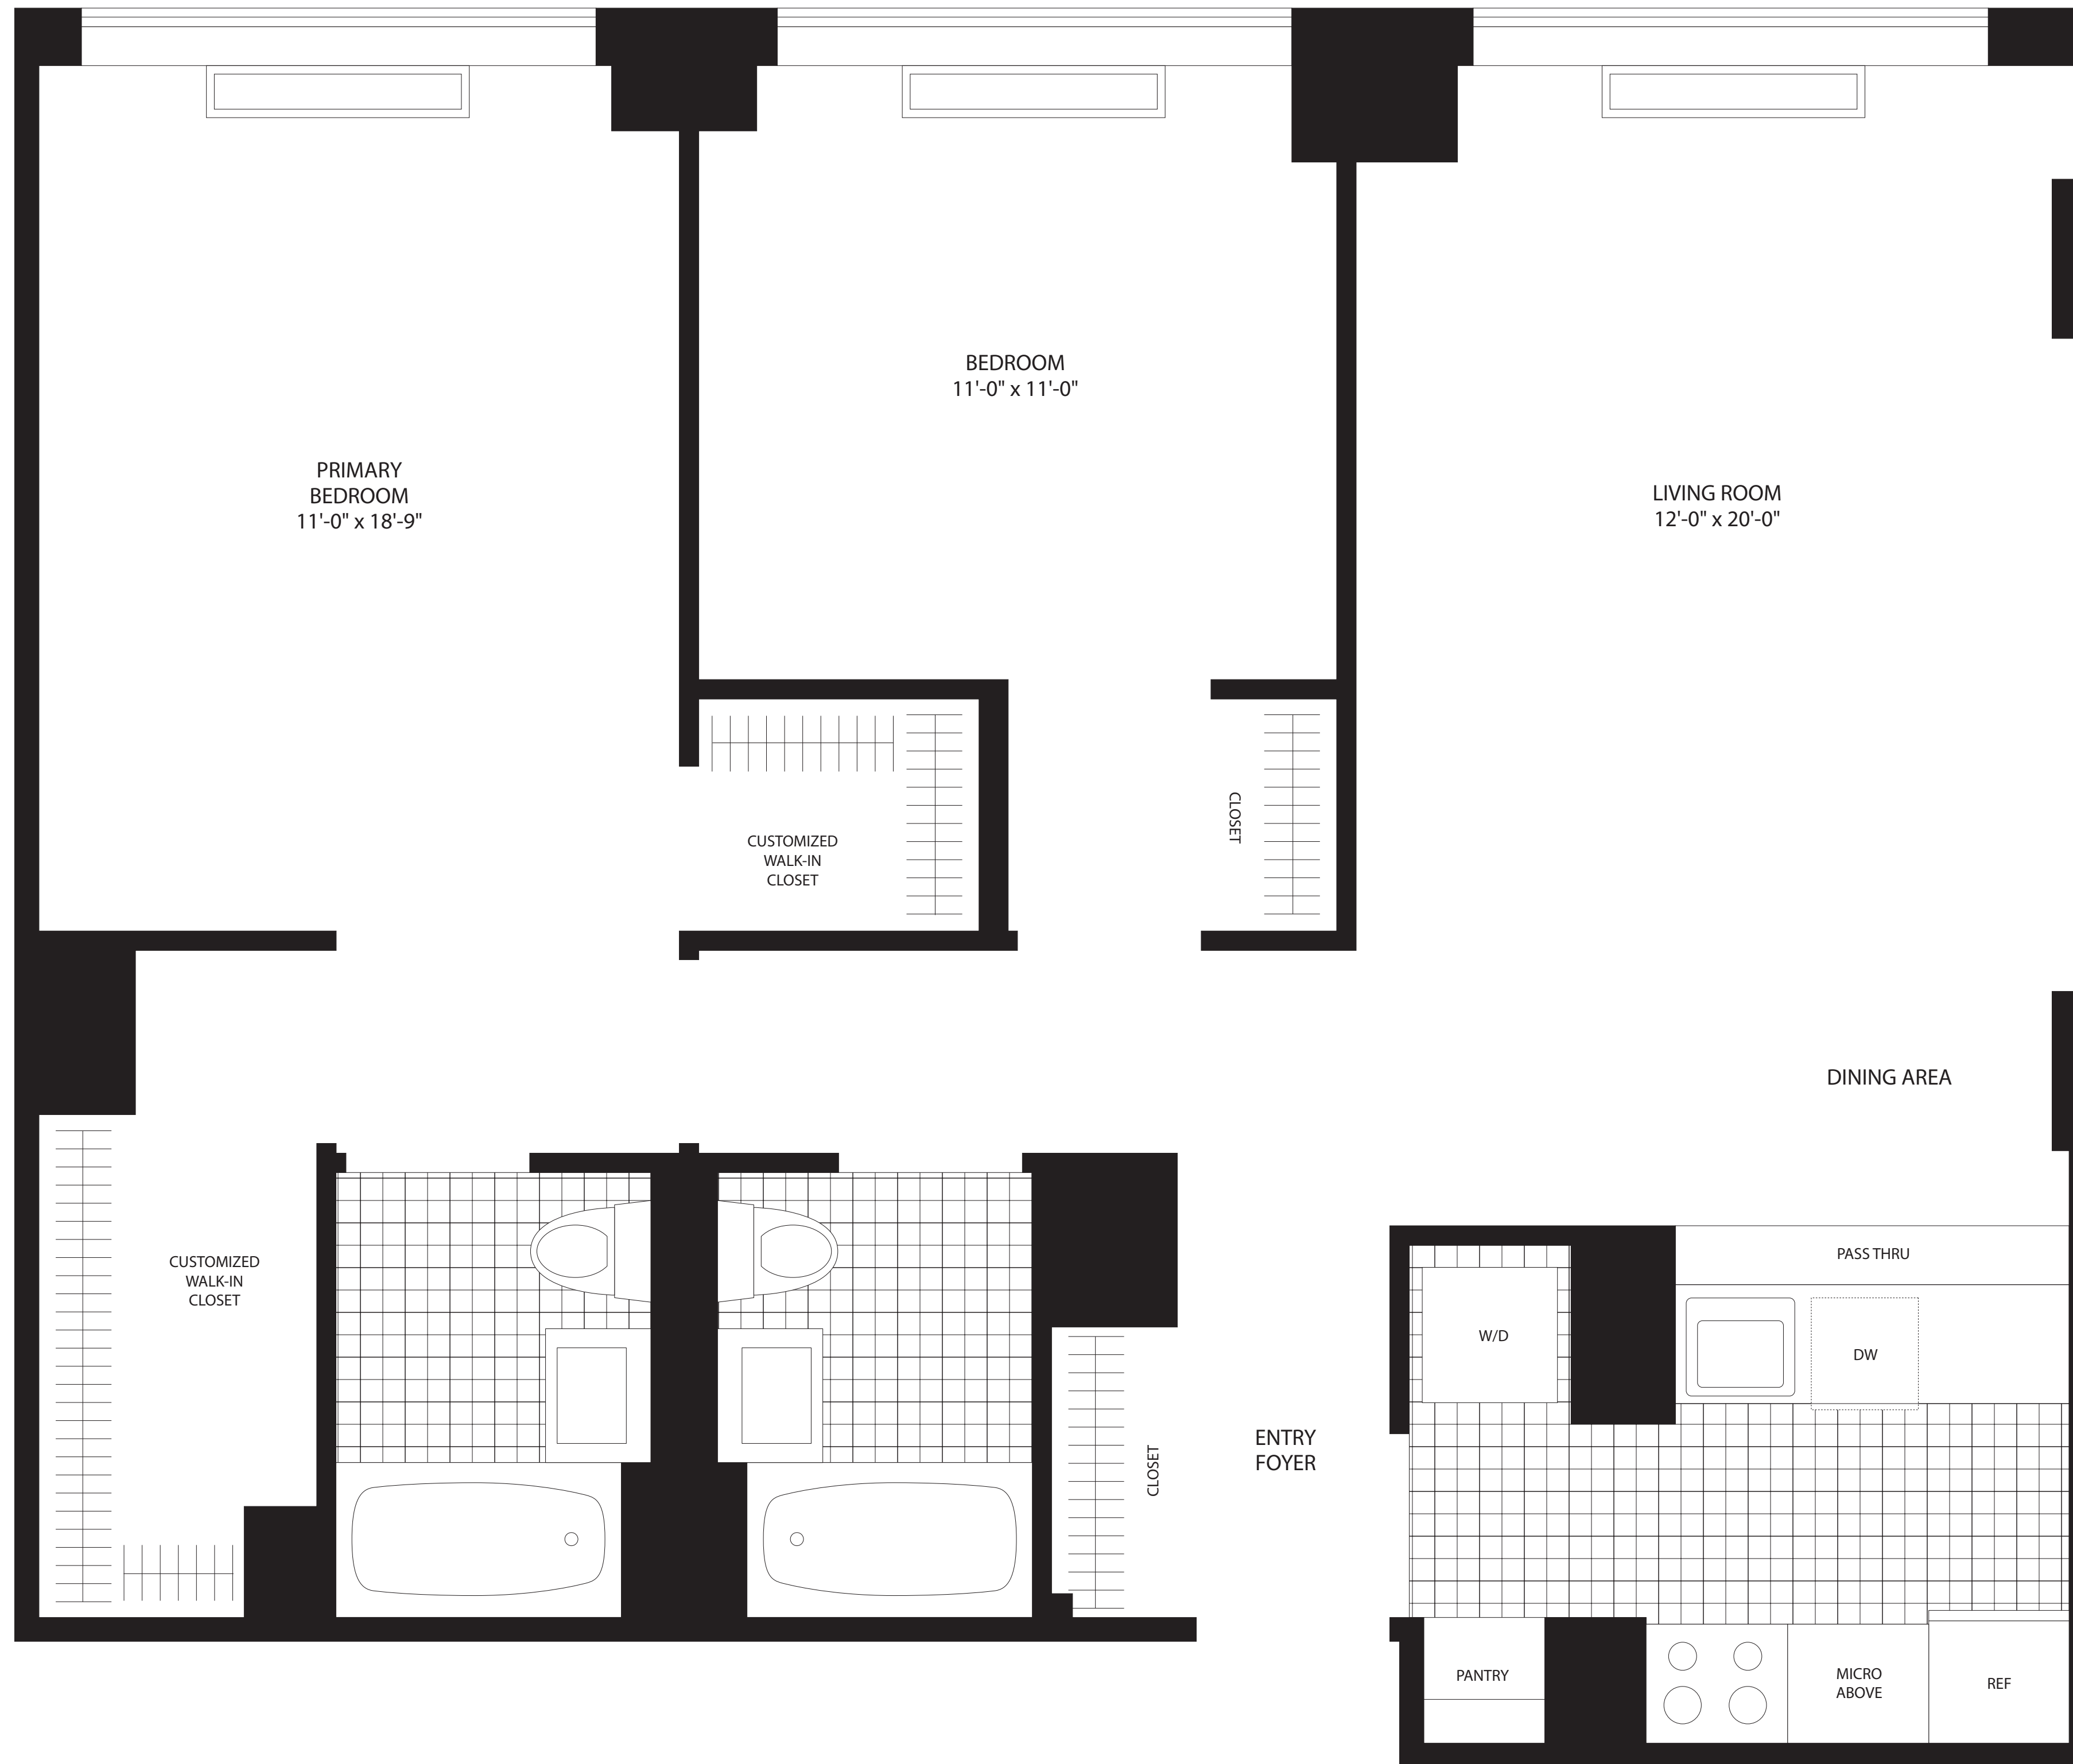 BEDROOM
11'-0" x 11'-0"
PRIMARY
BEDROOM
11'-0" x 18'-9"
LIVING ROOM
12'-0" x 20'-0"
CUSTOMIZED
WALK-IN
CLOSET
CLOSET
DINING AREA
CUSTOMIZED
WALK-IN
CLOSET
PASS THRU
W/D
DW
CLOSET
ENTRY
FOYER
PANTRY
MICRO
ABOVE
REF